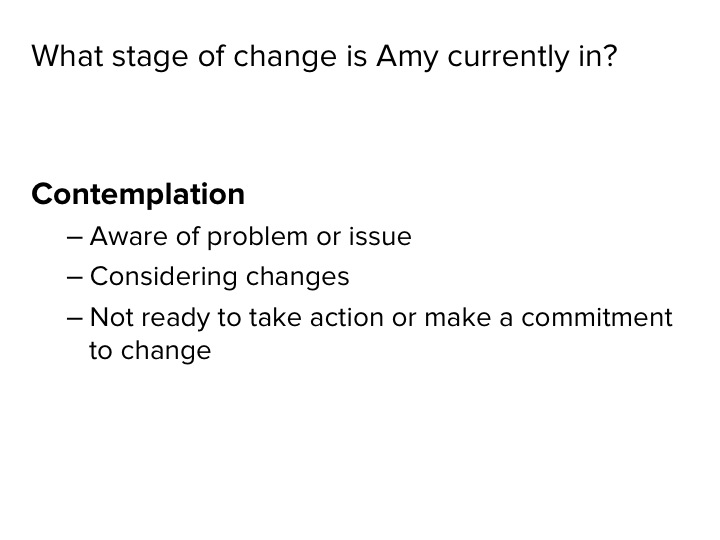 What stage of change is Amy currently in?
Contemplation
– Aware of problem or issue
– Considering changes
– Not ready to take action or make a commitment
to change